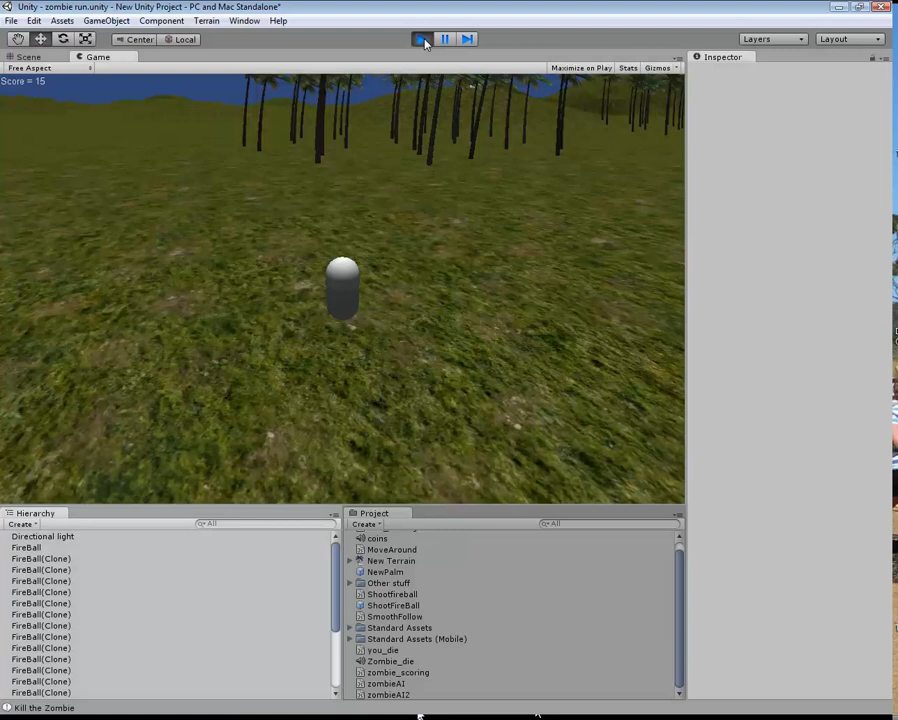 Unity - zombie run.unity - New Unity Project - PC and Mac Standalone*
File Edit Assets GameObject Component Terrain Window Help
Center Local Layers Layout
Scene Game Inspector
Free Aspect Maximize on Play Stats Gizmos
Score = 15
Hierarchy Project
Create All Create All
Directional light
FireBall
FireBall(Clone)
FireBall(Clone)
FireBall(Clone)
FireBall(Clone)
FireBall(Clone)
FireBall(Clone)
FireBall(Clone)
FireBall(Clone)
FireBall(Clone)
FireBall(Clone)
FireBall(Clone)
FireBall(Clone)
FireBall(Clone)
coins
MoveAround
New Terrain
NewPalm
Other stuff
Shootfireball
ShootFireBall
SmoothFollow
Standard Assets
Standard Assets (Mobile)
you_die
Zombie_die
zombie_scoring
zombieAI
zombieAI2
Kill the Zombie